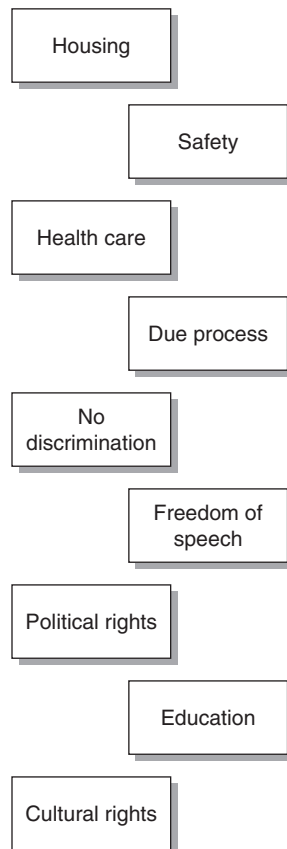 Housing
Safety
Health care
Due process
No
discrimination
Freedom of
speech
Political rights
Education
Cultural rights